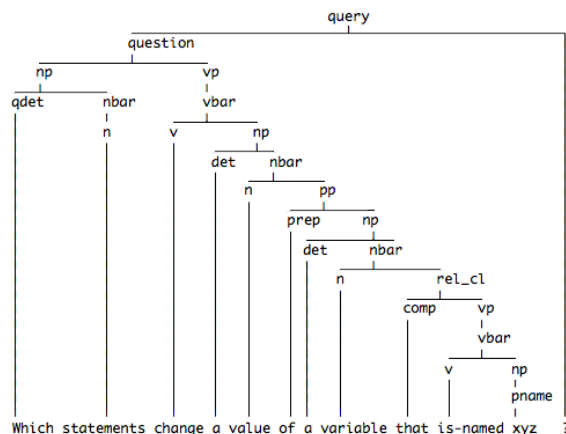 query
question
np vp
qdet nbar vbar
n v np
det nbar
n pp
prep np
det nbar
n rel_cl
comp vp
vbar
v np
pname
Which statements change a value of a variable that is-named xyz ?